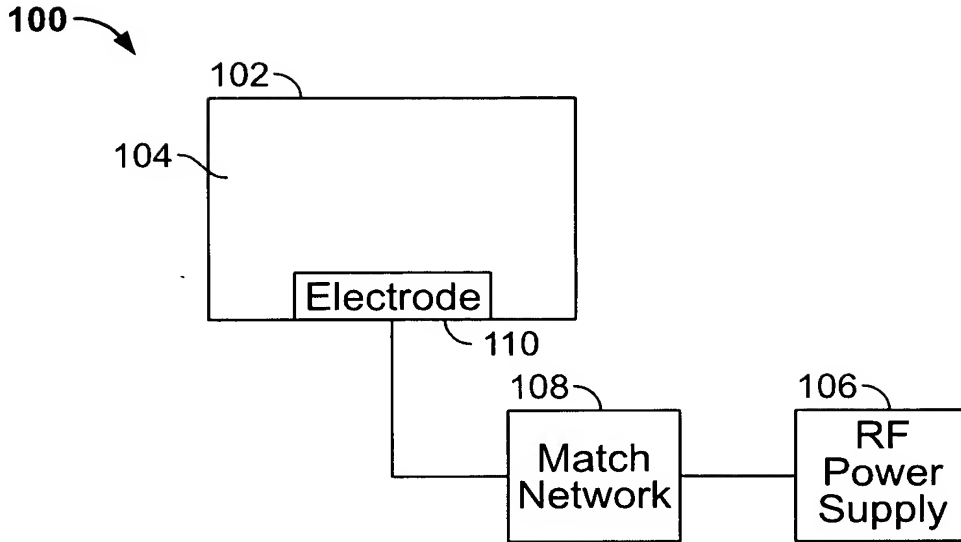 100
102
104
Electrode
110
108
106
Match
Network
RF
Power
Supply